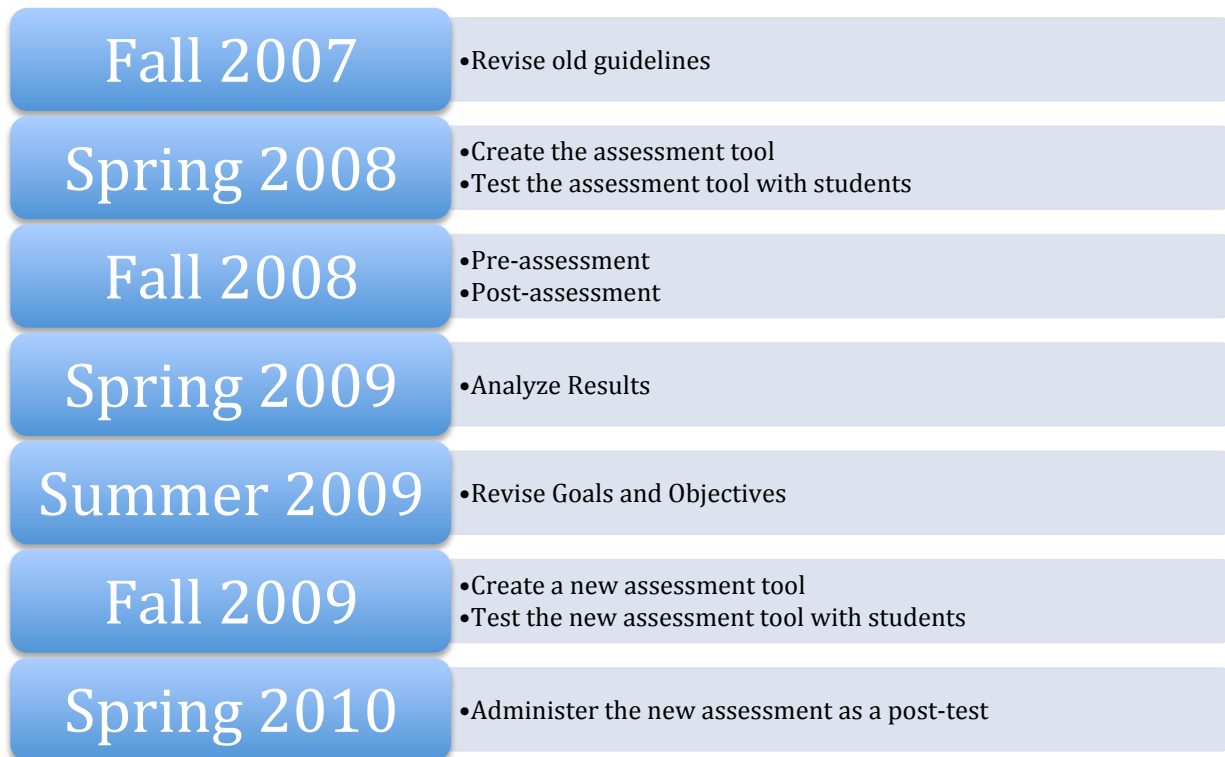 Fall 2007
•Revise old guidelines
Spring 2008
•Create the assessment tool
•Test the assessment tool with students
Fall 2008
•Pre-assessment
•Post-assessment
Spring 2009
•Analyze Results
Summer 2009
•Revise Goals and Objectives
Fall 2009
•Create a new assessment tool
•Test the new assessment tool with students
Spring 2010
•Administer the new assessment as a post-test